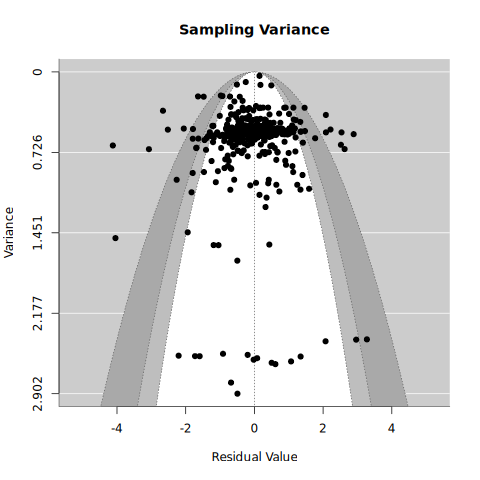 Sampling Variance
0
0.726
1.451
2.177
2.902
Variance
-4 -2 0 2 4
Residual Value